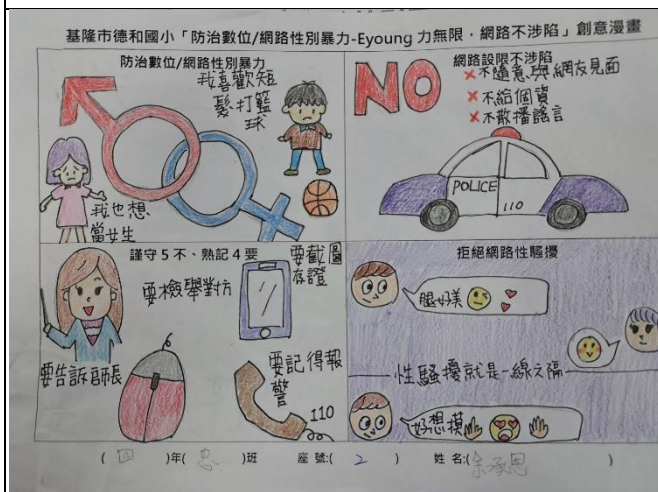 基隆市德和國小「防治數位/網路性別暴力-Eyoung 力無限，網路不涉陷」創意漫畫
防治數位/網路性別暴力
我喜歡短
髮打籃
球
我也想
當女生
網路設限不涉陷
NO
×不隨意與網友見面
×不給個資
×不散播謠言
POLICE
110
謹守5不、熟記4要
要截圖
存證
要檢舉對方
要告訴師長
要記得報
警
110
拒絕網路性騷擾
腿好美
性騷擾就是一線之隔
好想摸
( 四 )年( 忠 )班 座 號:( 2 ) 姓 名:(余承恩 )